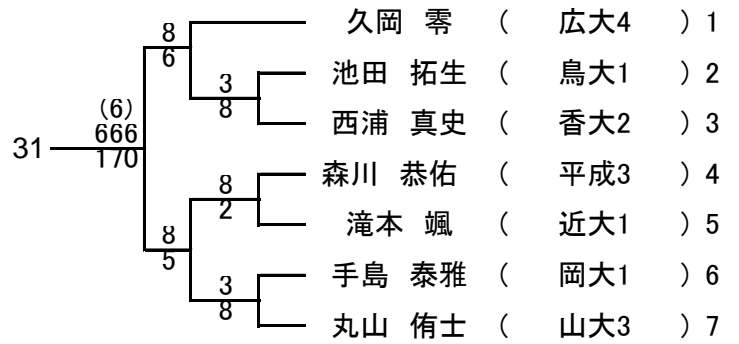 久岡 零 ( 広大4 ) 1
8
6
池田 拓生 ( 鳥大1 ) 2
3
8
西浦 真史 ( 香大2 ) 3
(6)
666
170
31
森川 恭佑 ( 平成3 ) 4
8
2
滝本 颯 ( 近大1 ) 5
8
5
手島 泰雅 ( 岡大1 ) 6
3
8
丸山 侑士 ( 山大3 ) 7